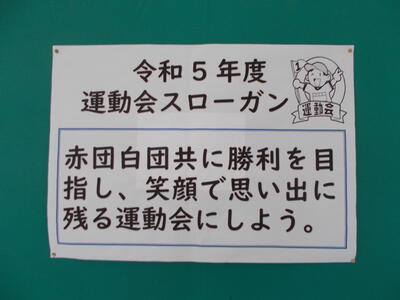 令和5年度
運動会スローガン
1
運動会
赤団白団共に勝利を目
指し、笑顔で思い出に
残る運動会にしよう。